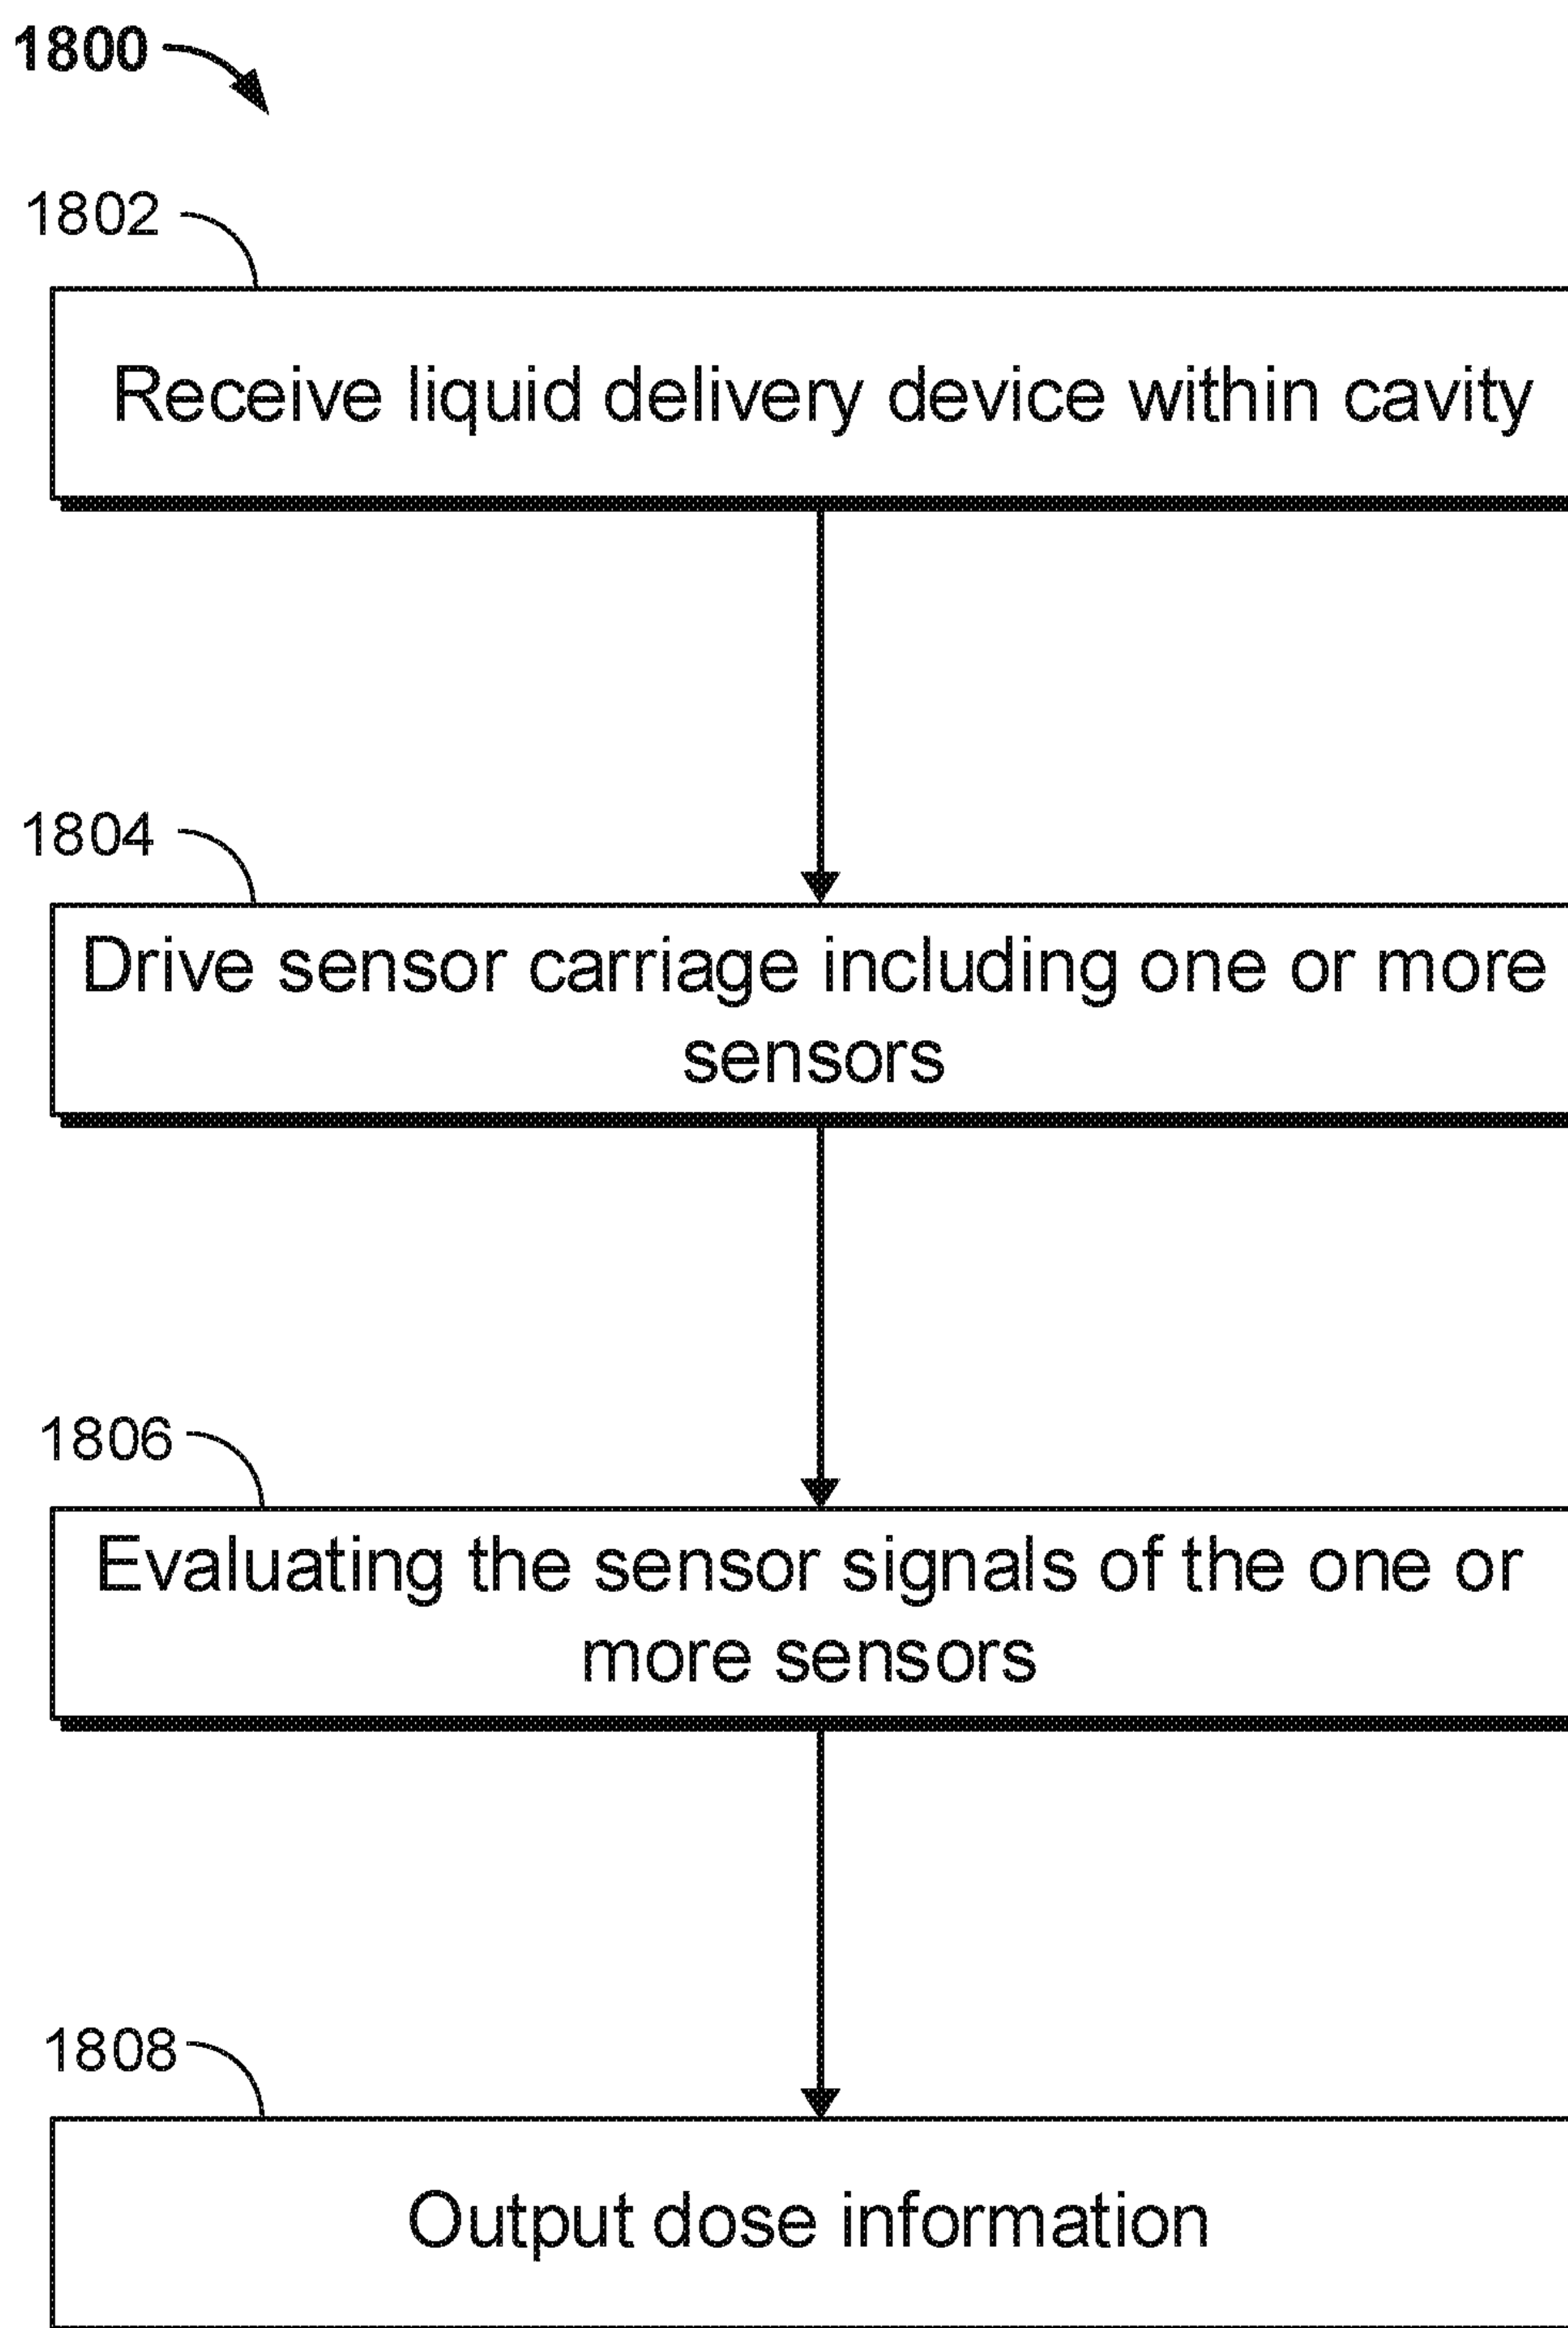 1800
1802
Receive liquid delivery device within cavity
1804
Drive sensor carriage including one or more
sensors
1806
Evaluating the sensor signals of the one or
more sensors
1808
Output dose information